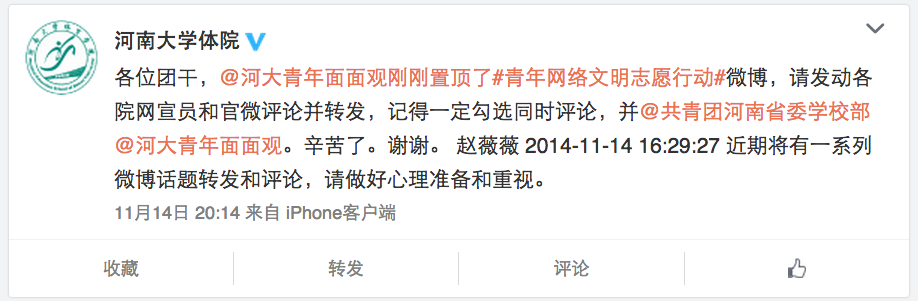 河南大学体院
各位团干，@河大青年面面观刚刚置顶了#青年网络文明志愿行动#微博，请发动各
院网宣员和官微评论并转发，记得一定勾选同时评论，并@共青团河南省委学校部
@河大青年面面观。辛苦了。谢谢。 赵薇薇 2014-11-14 16:29:27 近期将有一系列
微博话题转发和评论，请做好心理准备和重视。
11月14日 20:14 来自 iPhone客户端
收藏 转发 评论